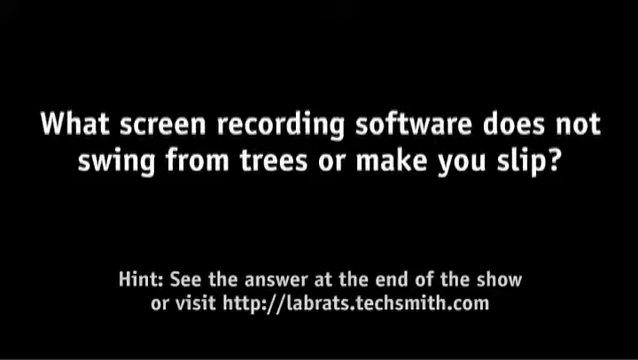 What screen recording software does not
swing from trees or make you slip?
Hint: See the answer at the end of the show
or visit http://labrats.techsmith.com